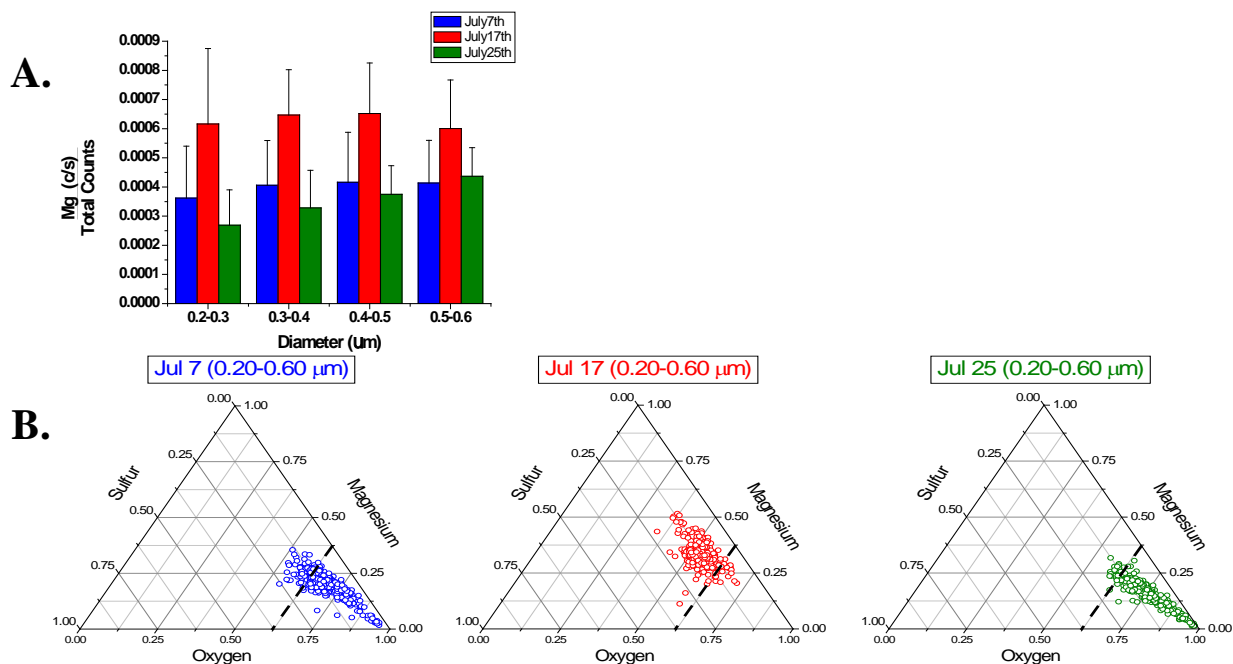 A.
July7th
July17th
July25th
0.0009
0.0008
0.0007
0.0006
0.0005
0.0004
0.0003
0.0002
0.0001
0.0000
Mg (c/s)
Total Counts
0.2-0.3 0.3-0.4 0.4-0.5 0.5-0.6
Diameter (um)
B.
Jul 7 (0.20-0.60 μm)
0.00 1.00
0.25 0.75
Sulfur Magnesium
0.50 0.50
0.75 0.25
1.00 0.00
0.00 0.25 0.50 0.75 1.00
Oxygen
Jul 17 (0.20-0.60 μm)
0.00 1.00
0.25 0.75
Sulfur Magnesium
0.50 0.50
0.75 0.25
1.00 0.00
0.00 0.25 0.50 0.75 1.00
Oxygen
Jul 25 (0.20-0.60 μm)
0.00 1.00
0.25 0.75
Sulfur Magnesium
0.50 0.50
0.75 0.25
1.00 0.00
0.00 0.25 0.50 0.75 1.00
Oxygen